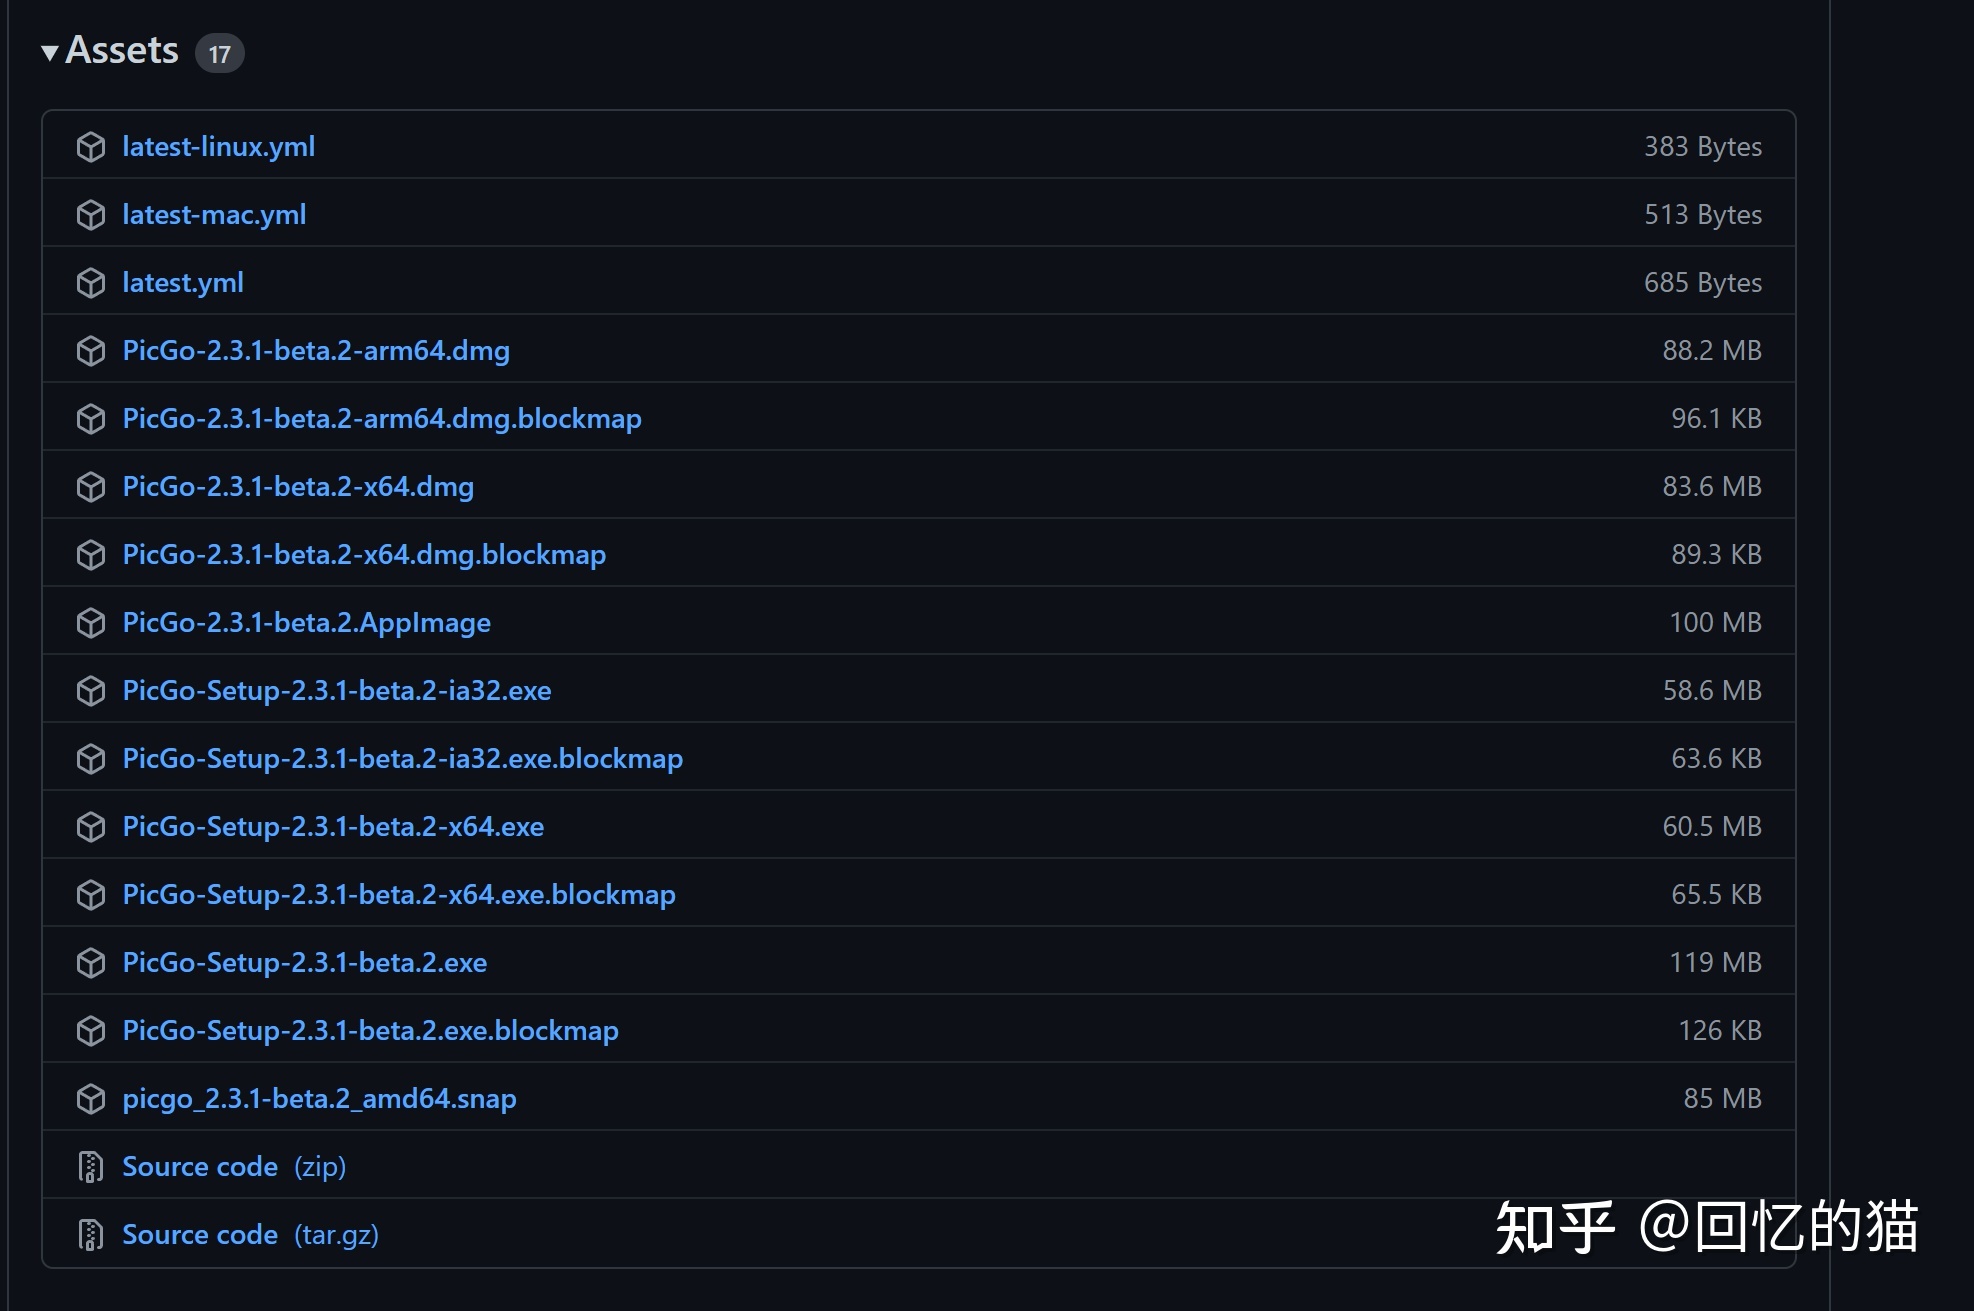 Assets 17
latest-linux.yml 383 Bytes
latest-mac.yml 513 Bytes
latest.yml 685 Bytes
PicGo-2.3.1-beta.2-arm64.dmg 88.2 MB
PicGo-2.3.1-beta.2-arm64.dmg.blockmap 96.1 KB
PicGo-2.3.1-beta.2-x64.dmg 83.6 MB
PicGo-2.3.1-beta.2-x64.dmg.blockmap 89.3 KB
PicGo-2.3.1-beta.2.AppImage 100 MB
PicGo-Setup-2.3.1-beta.2-ia32.exe 58.6 MB
PicGo-Setup-2.3.1-beta.2-ia32.exe.blockmap 63.6 KB
PicGo-Setup-2.3.1-beta.2-x64.exe 60.5 MB
PicGo-Setup-2.3.1-beta.2-x64.exe.blockmap 65.5 KB
PicGo-Setup-2.3.1-beta.2.exe 119 MB
PicGo-Setup-2.3.1-beta.2.exe.blockmap 126 KB
picgo_2.3.1-beta.2_amd64.snap 85 MB
Source code (zip)
Source code (tar.gz)
知乎 @回忆的猫